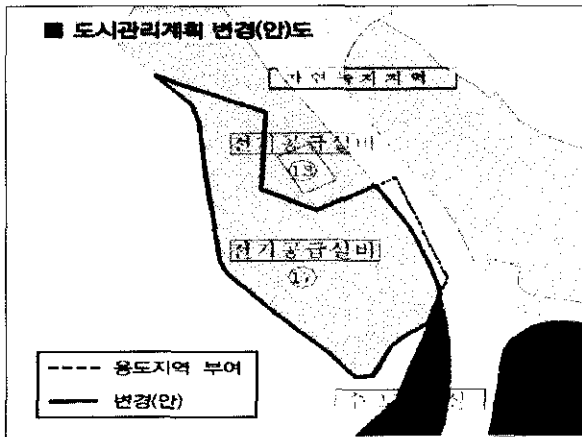 ■ 도시관리계획 변경(안)도
자연녹지지역
전기공급설비
13
전기공급설비
17
---- 용도지역 부여
━ 변경(안)